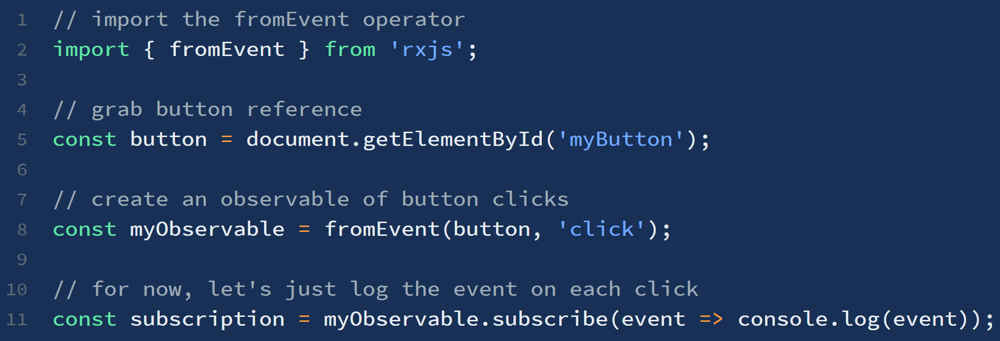 1 // import the fromEvent operator
2 import { fromEvent } from 'rxjs';
3
4 // grab button reference
5 const button = document.getElementById('myButton');
6
7 // create an observable of button clicks
8 const myObservable = fromEvent(button, 'click');
9
10 // for now, let's just log the event on each click
11 const subscription = myObservable.subscribe(event => console.log(event));